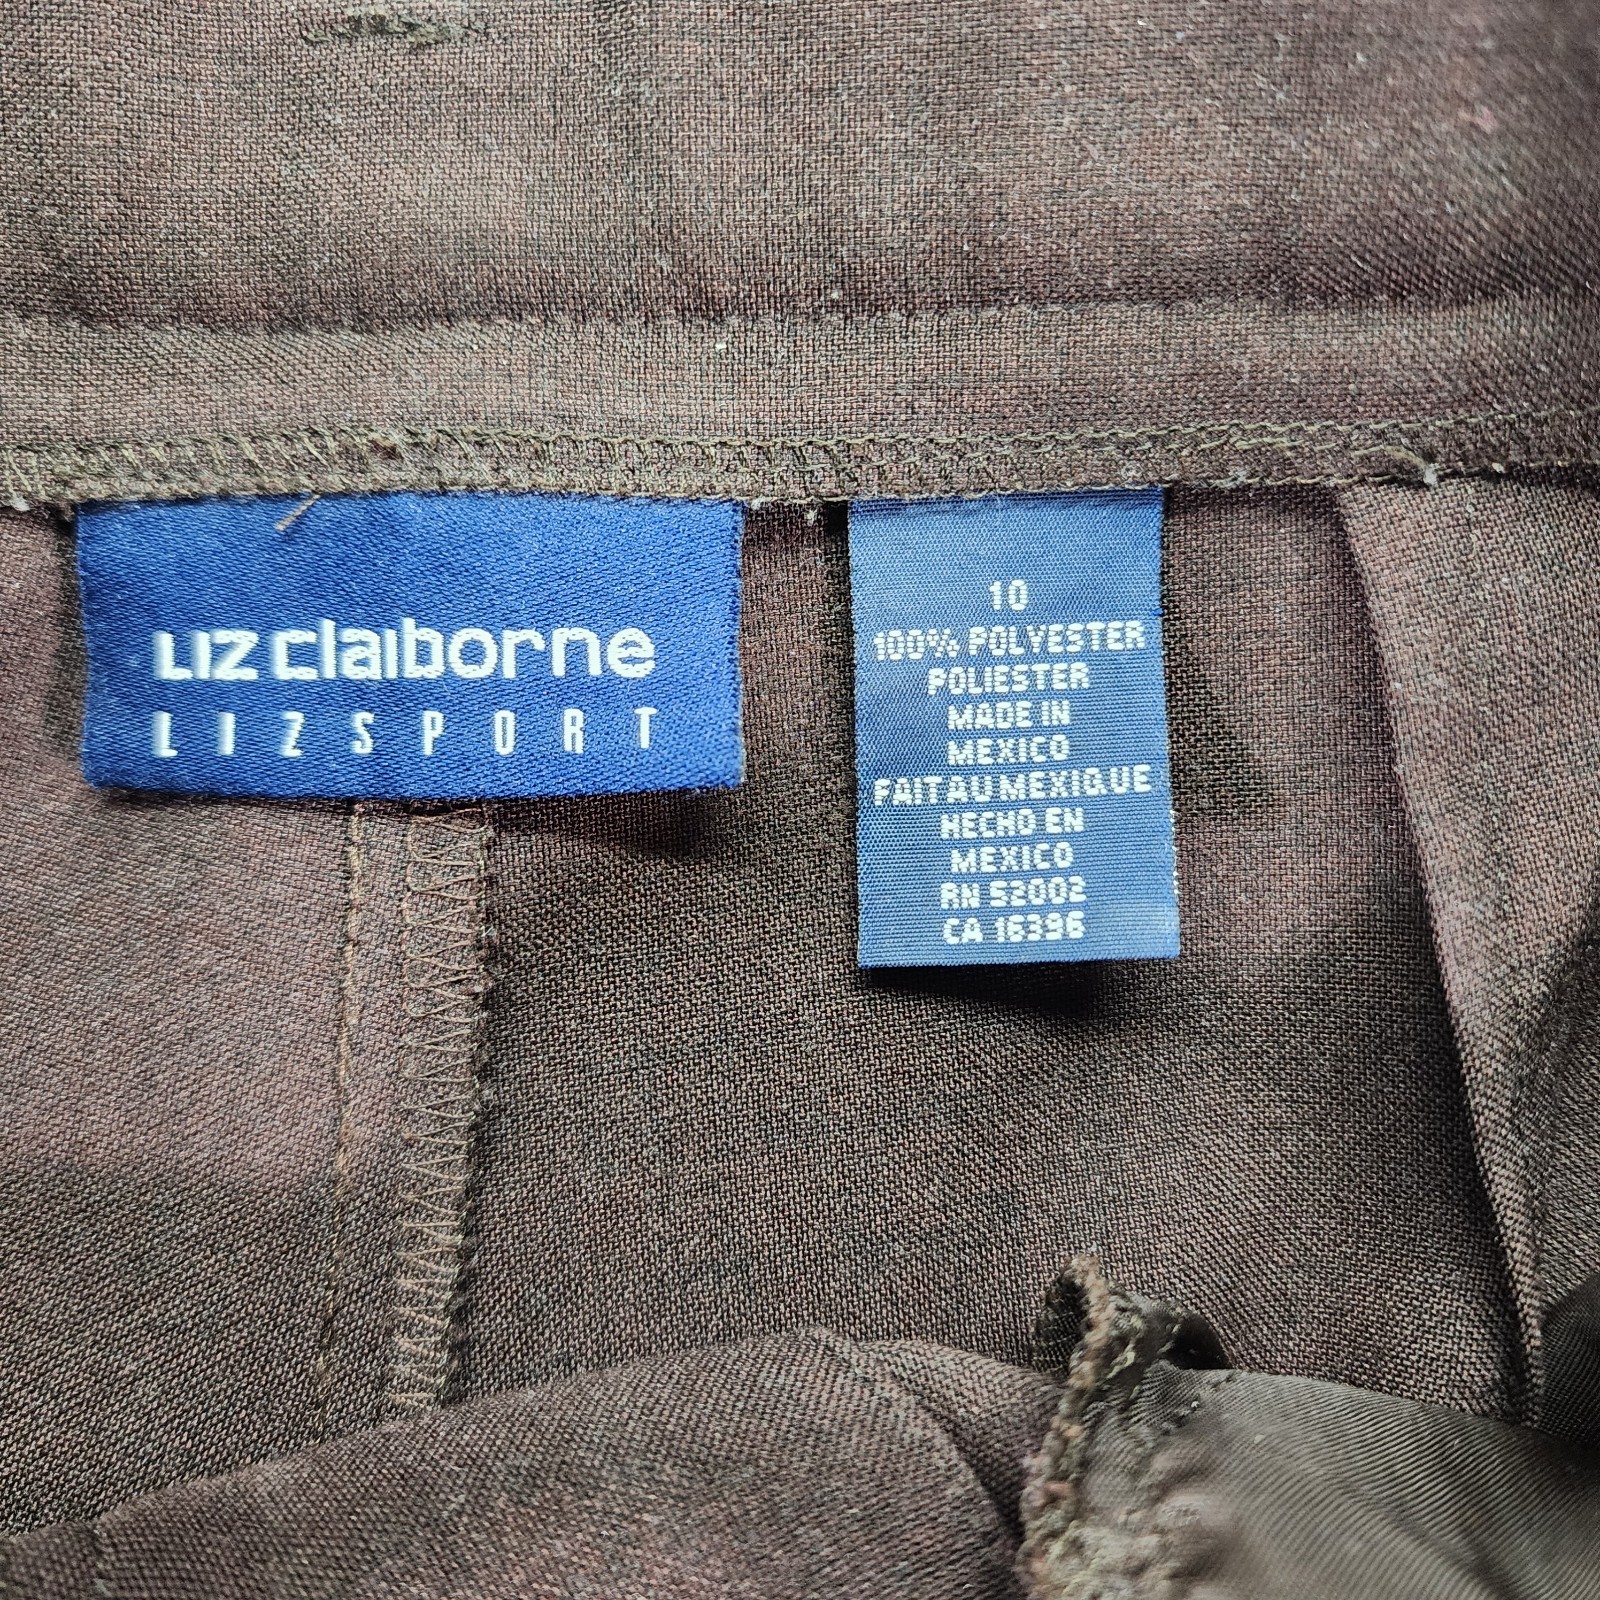 Liz claiborne
LIZSPORT
10
100% POLYESTER
POLIESTER
MADE IN
MEXICO
FAIT AU MEXIQUE
HECHO EN
MEXICO
RN 52002
CA 16396